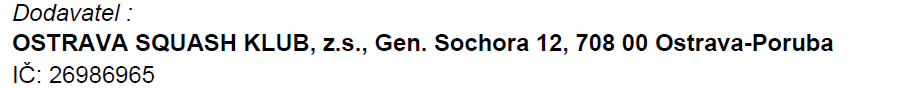 Dodavatel :
OSTRAVA SQUASH KLUB, z.s., Gen. Sochora 12, 708 00 Ostrava-Poruba
IČ: 26986965